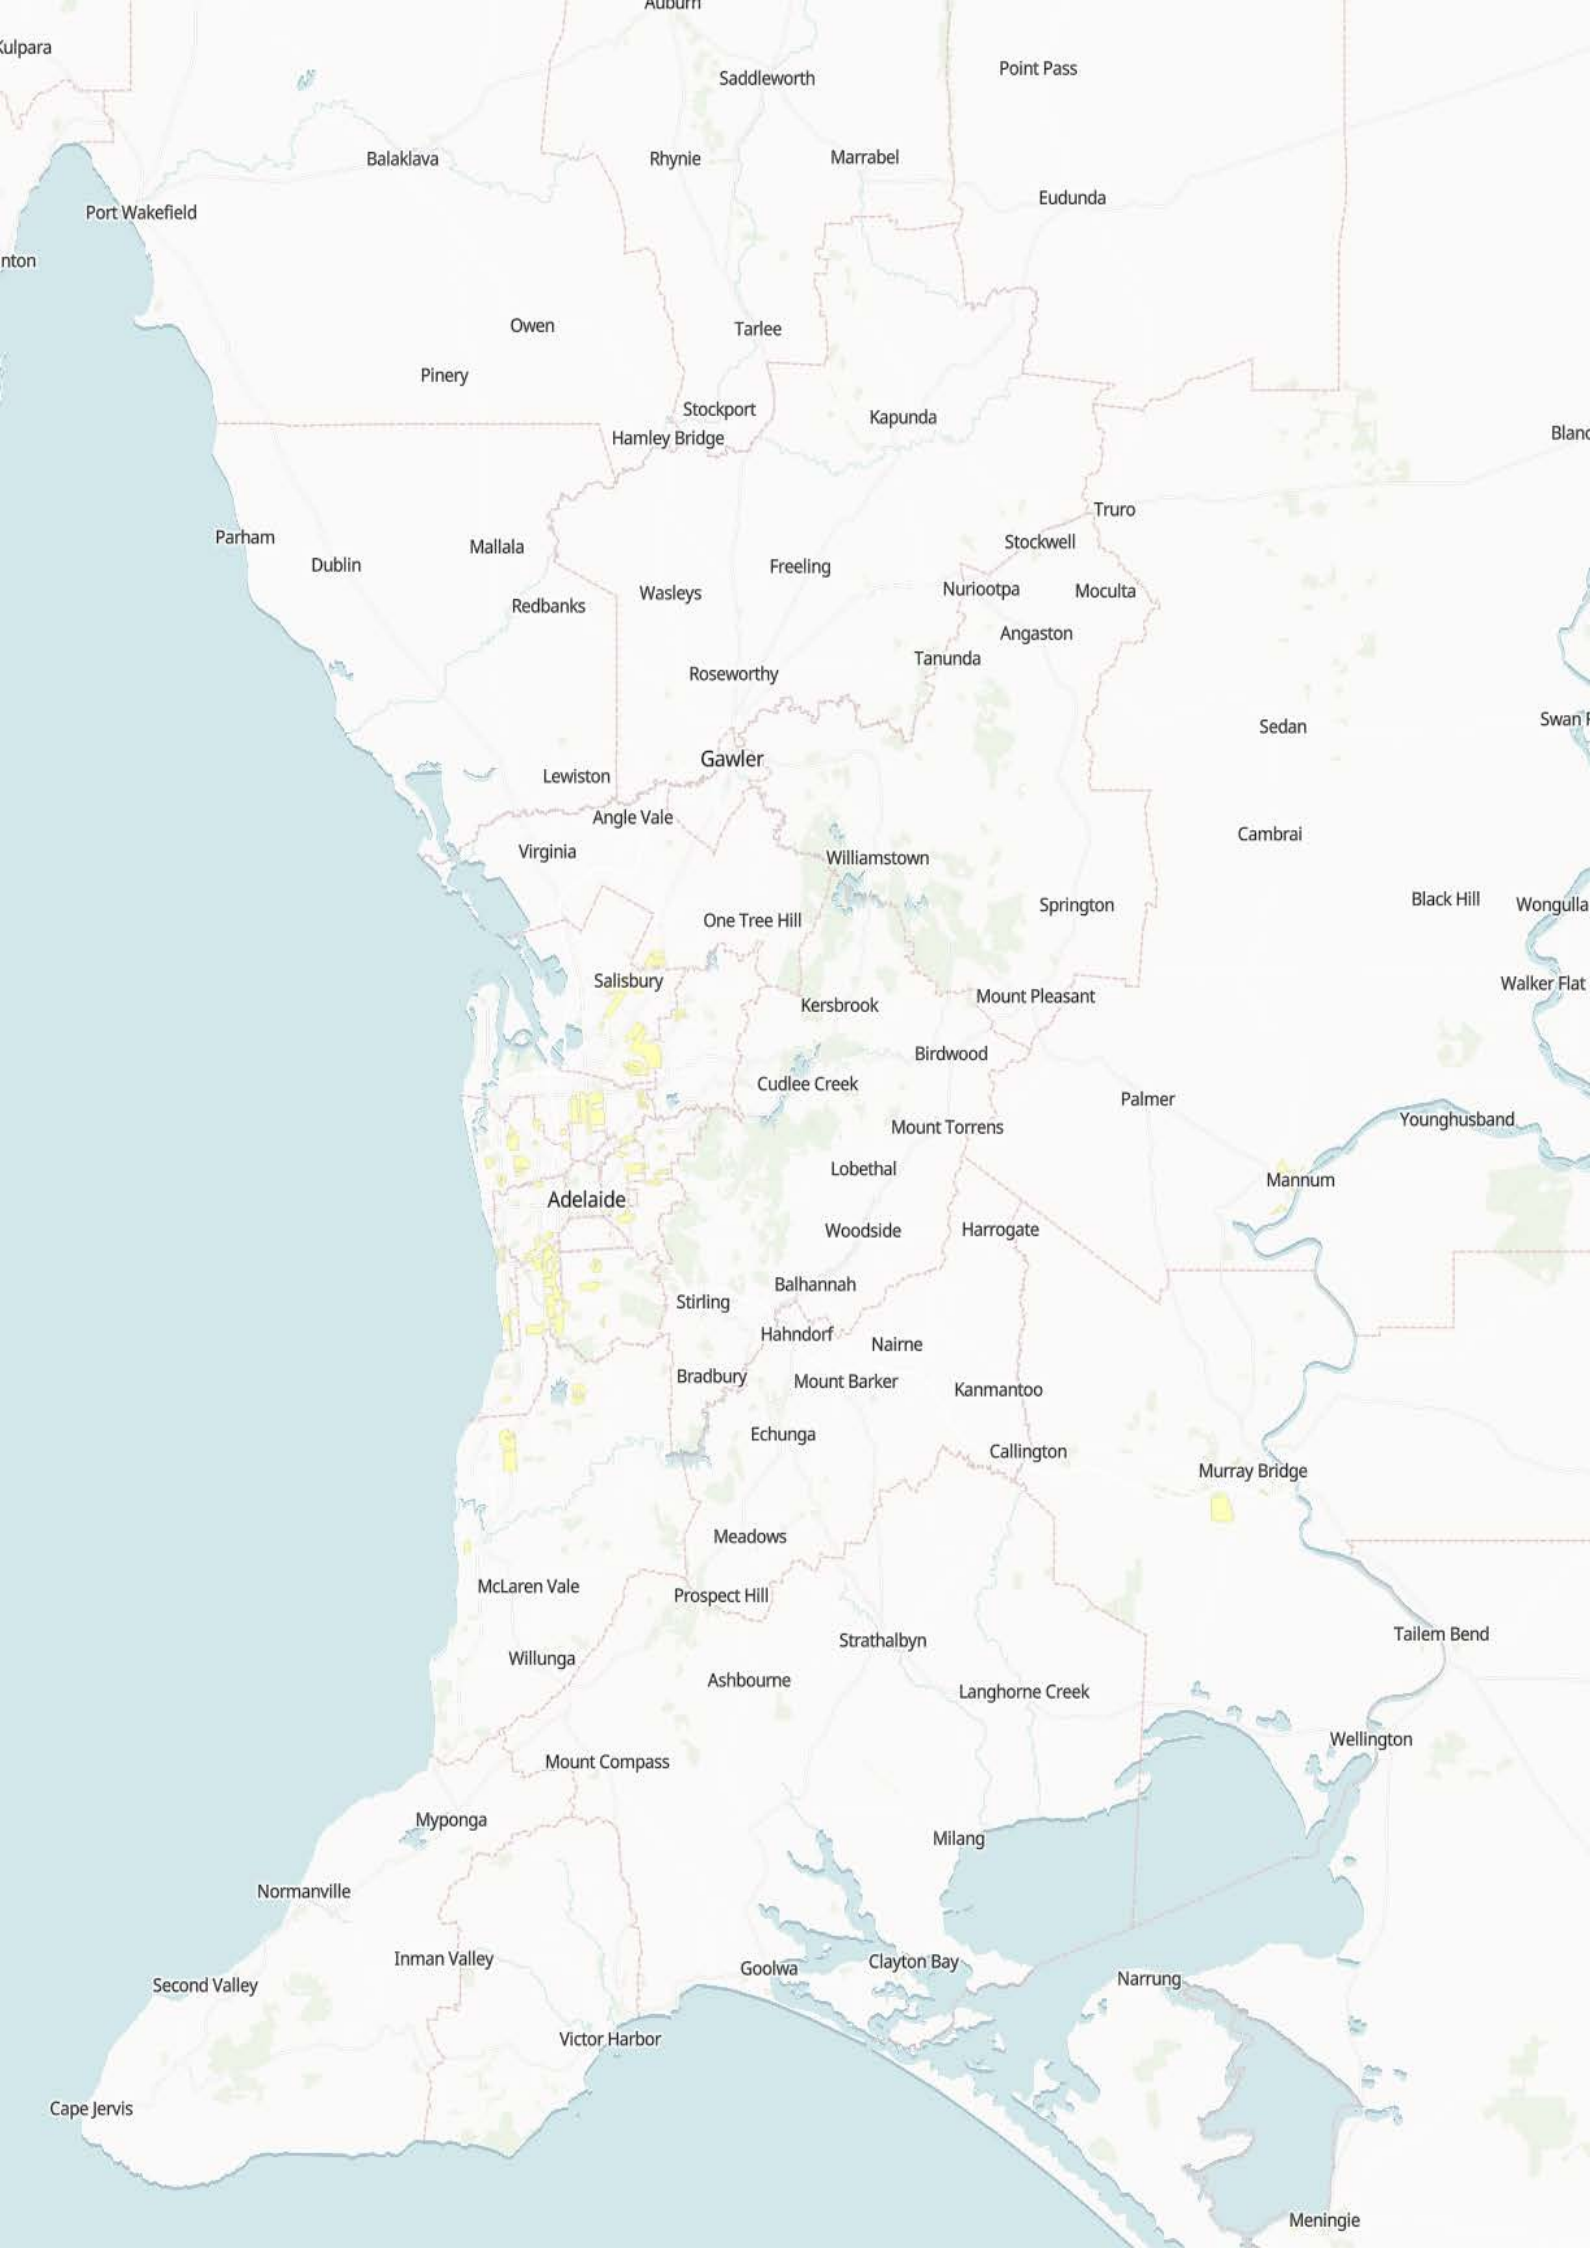 Auburn
Kulpara
Point Pass
Saddleworth
Marrabel
Balaklava
Rhynie
Eudunda
Port Wakefield
nton
Owen
Tarlee
Pinery
Stockport
Kapunda
Blanc
Hamley Bridge
Truro
Parham
Stockwell
Mallala
Dublin
Freeling
Nuriootpa
Moculta
Wasleys
Redbanks
Angaston
Tanunda
Roseworthy
Swan R
Sedan
Gawler
Lewiston
Angle Vale
Cambrai
Virginia
Williamstown
Black Hill
Wongulla
Springton
One Tree Hill
Salisbury
Walker Flat
Mount Pleasant
Kersbrook
Birdwood
Cudlee Creek
Palmer
Younghusband
Mount Torrens
Lobethal
Mannum
Adelaide
Woodside
Harrogate
Balhannah
Stirling
Hahndorf
Nairne
Bradbury
Mount Barker
Kanmantoo
Echunga
Callington
Murray Bridge
Meadows
McLaren Vale
Prospect Hill
Tailem Bend
Strathalbyn
Willunga
Ashbourne
Langhorne Creek
Wellington
Mount Compass
Myponga
Milang
Normanville
Inman Valley
Clayton Bay
Goolwa
Narrung
Second Valley
Victor Harbor
Cape Jervis
Meningie